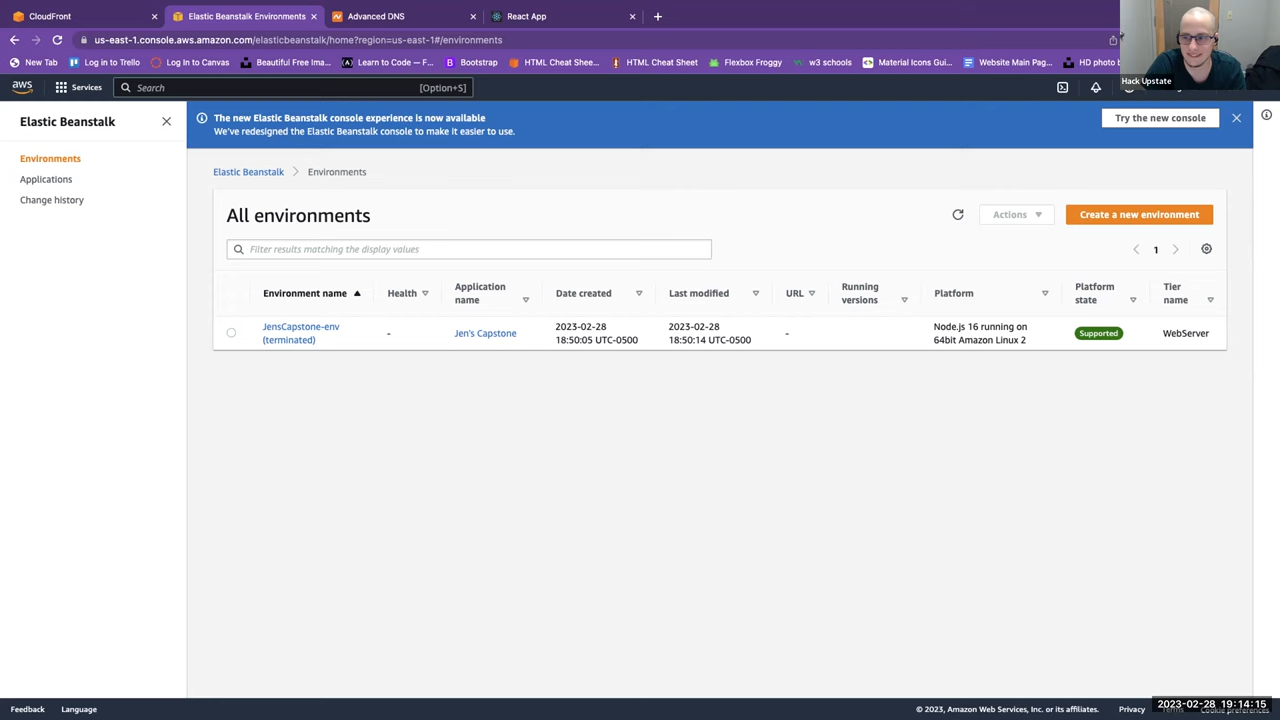 CloudFront
Elastic Beanstalk Environments
Advanced DNS
React App
us-east-1.console.aws.amazon.com/elasticbeanstalk/home?region=us-east-1#/environments
New Tab
Log in to Trello
Log In to Canvas
Beautiful Free Ima...
Learn to Code — F...
Bootstrap
HTML Cheat Shee...
HTML Cheat Sheet
Flexbox Froggy
w3 schools
Material Icons Gui...
Website Main Pag...
HD photo b
Hack Upstate
aws
Services
Search
[Option+S]
Elastic Beanstalk
Environments
Applications
Change history
The new Elastic Beanstalk console experience is now available
We've redesigned the Elastic Beanstalk console to make it easier to use.
Try the new console
Elastic Beanstalk
Environments
All environments
Actions
Create a new environment
Filter results matching the display values
1
Environment name
Health
Application
name
Date created
Last modified
URL
Running
versions
Platform
Platform
state
Tier
name
JensCapstone-env
(terminated)
-
Jen's Capstone
2023-02-28
18:50:05 UTC-0500
2023-02-28
18:50:14 UTC-0500
-
Node.js 16 running on
64bit Amazon Linux 2
Supported
WebServer
Feedback
Language
© 2023, Amazon Web Services, Inc. or its affiliates.
Privacy
Cookie preferences
2023-02-28 19:14:15